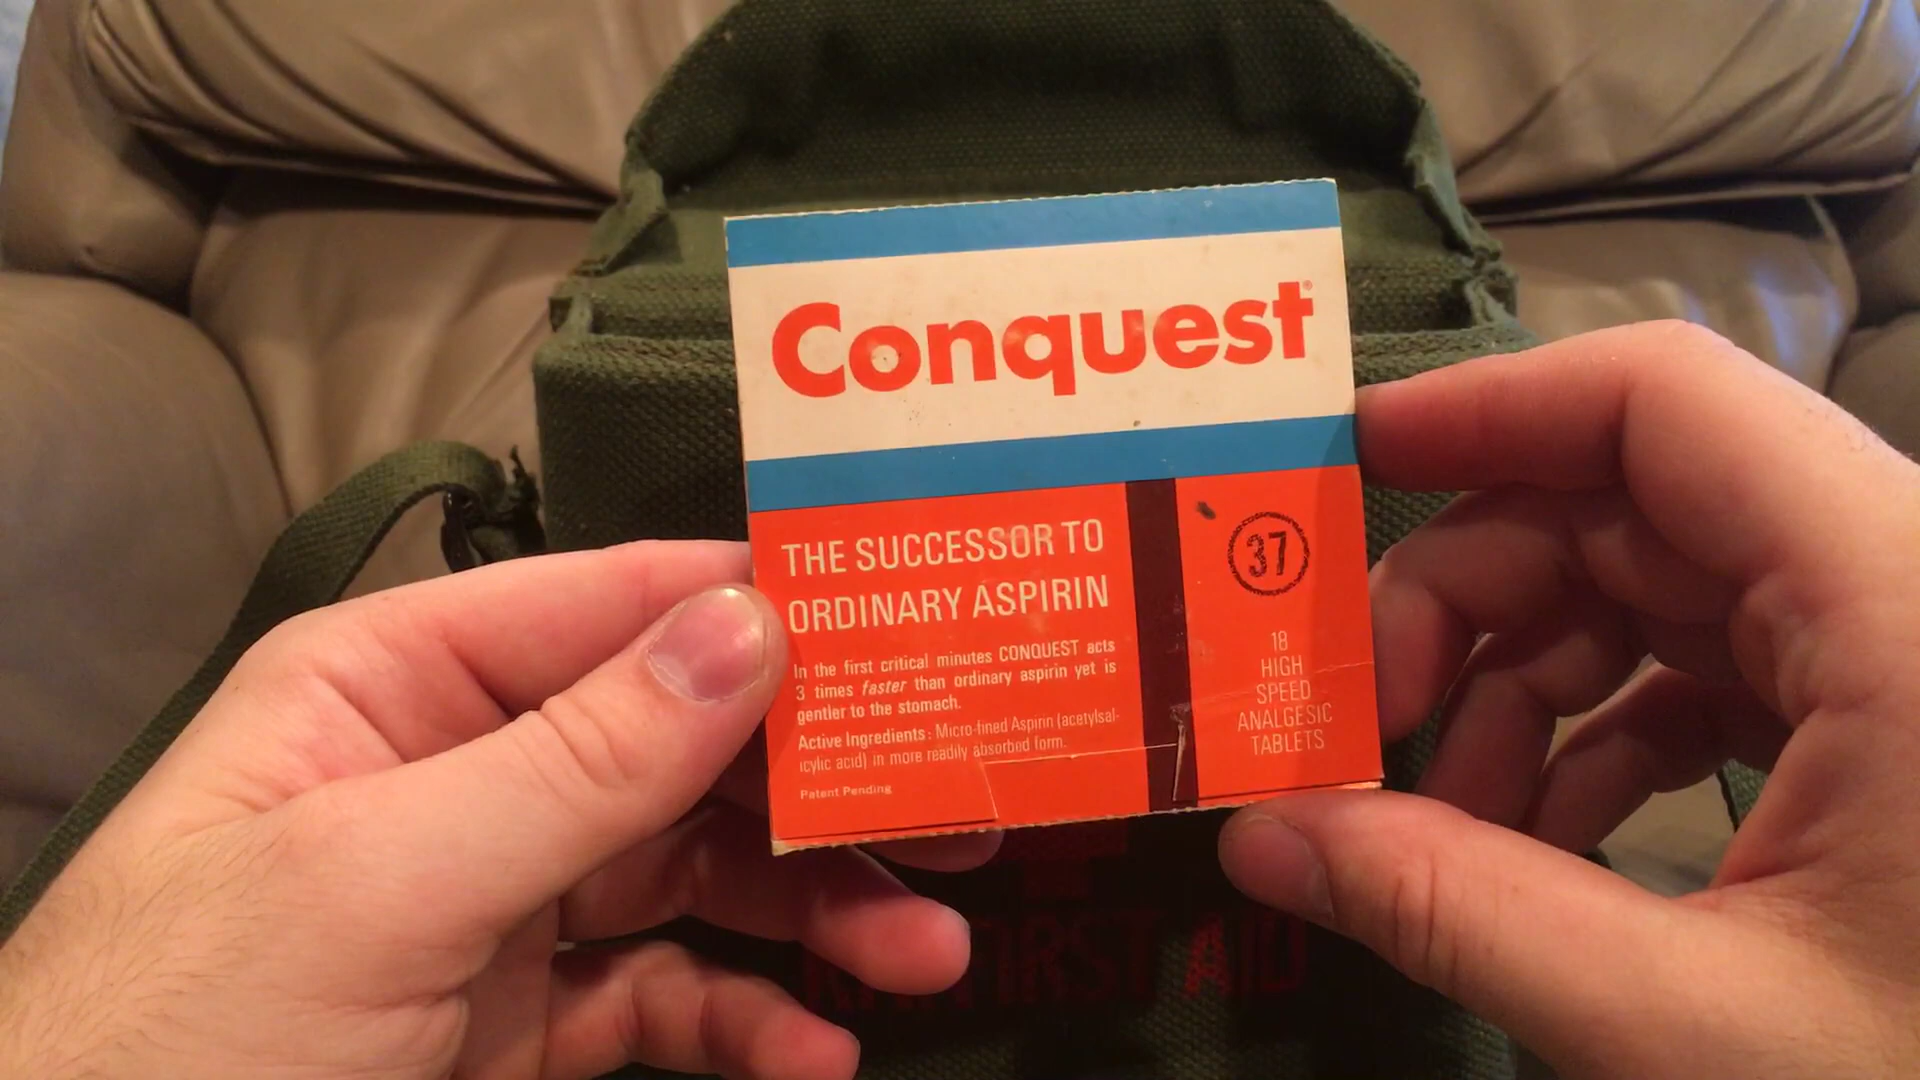 Conquest®
THE SUCCESSOR TO
ORDINARY ASPIRIN
In the first critical minutes CONQUEST acts
3 times faster than ordinary aspirin yet is
gentler to the stomach.
Active Ingredients: Micro-fined Aspirin (acetylsal-
icylic acid) in more readily absorbed form.
Patent Pending
37
18
HIGH
SPEED
ANALGESIC
TABLETS
FIRST AID